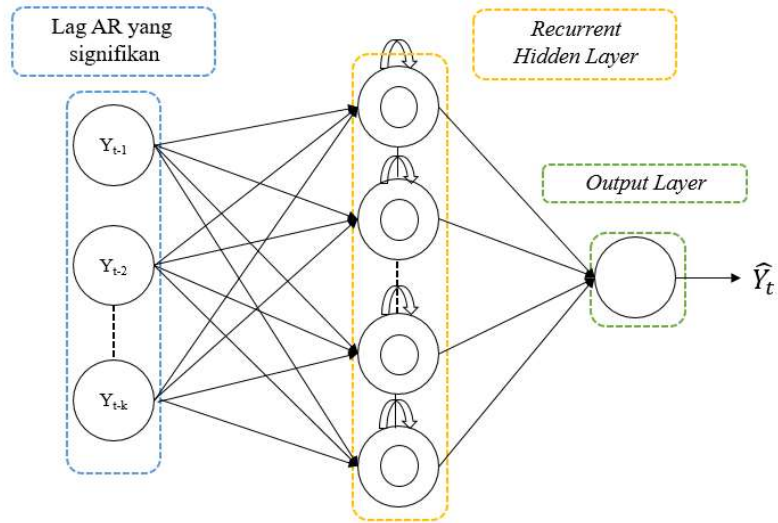 Lag AR yang
signifikan
Recurrent
Hidden Layer
Y_{t-1}
Output Layer
Y_{t-2}
Ŷ_t
Y_{t-k}